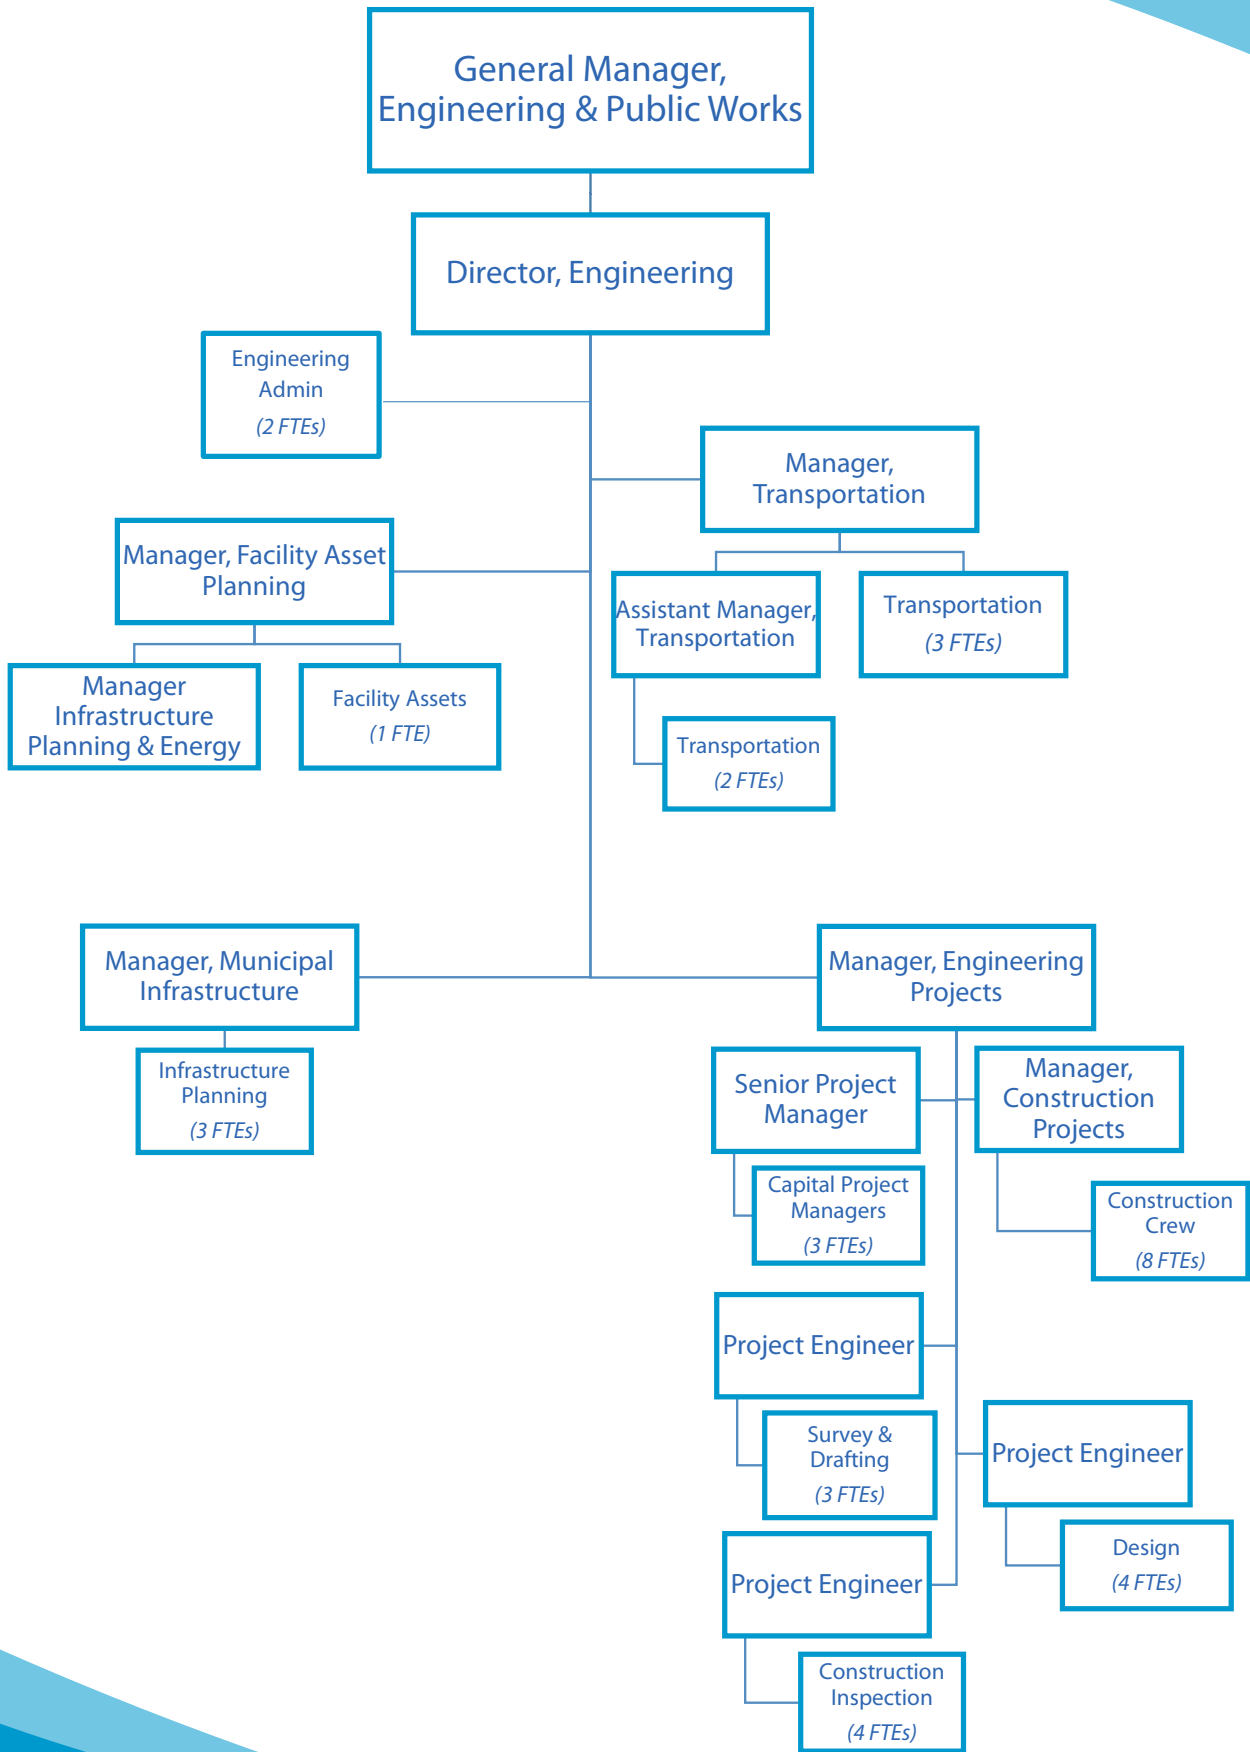 General Manager,
Engineering & Public Works
Director, Engineering
Engineering
Admin
(2 FTEs)
Manager,
Transportation
Manager, Facility Asset
Planning
Assistant Manager,
Transportation
Transportation
(3 FTEs)
Manager
Infrastructure
Planning & Energy
Facility Assets
(1 FTE)
Transportation
(2 FTEs)
Manager, Municipal
Infrastructure
Manager, Engineering
Projects
Infrastructure
Planning
(3 FTEs)
Senior Project
Manager
Manager,
Construction
Projects
Capital Project
Managers
(3 FTEs)
Construction
Crew
(8 FTEs)
Project Engineer
Survey &
Drafting
(3 FTEs)
Project Engineer
Design
(4 FTEs)
Project Engineer
Construction
Inspection
(4 FTEs)